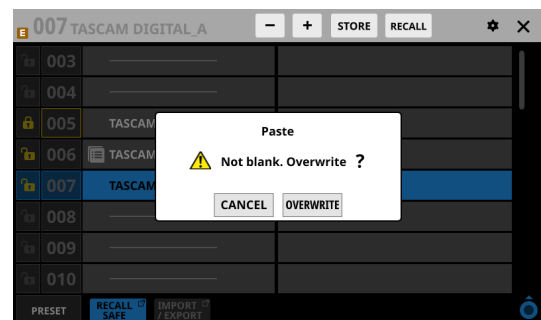 E 007 TASCAM DIGITAL_A - + STORE RECALL
003
004
005 TASCAM
006 TASCAM
007 TASCAM
008
009
010
Paste
Not blank. Overwrite ?
CANCEL OVERWRITE
PRESET RECALL SAFE IMPORT / EXPORT